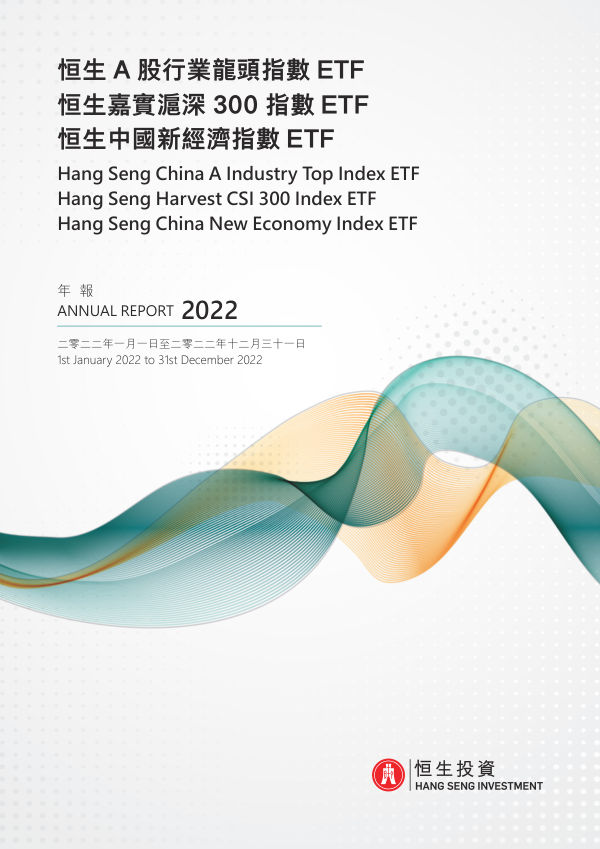 恒生 A 股行業龍頭指數 ETF
恒生嘉實滬深 300 指數 ETF
恒生中國新經濟指數 ETF
Hang Seng China A Industry Top Index ETF
Hang Seng Harvest CSI 300 Index ETF
Hang Seng China New Economy Index ETF
年 報
ANNUAL REPORT 2022
二零二二年一月一日至二零二二年十二月三十一日
1st January 2022 to 31st December 2022
恒生投資
HANG SENG INVESTMENT